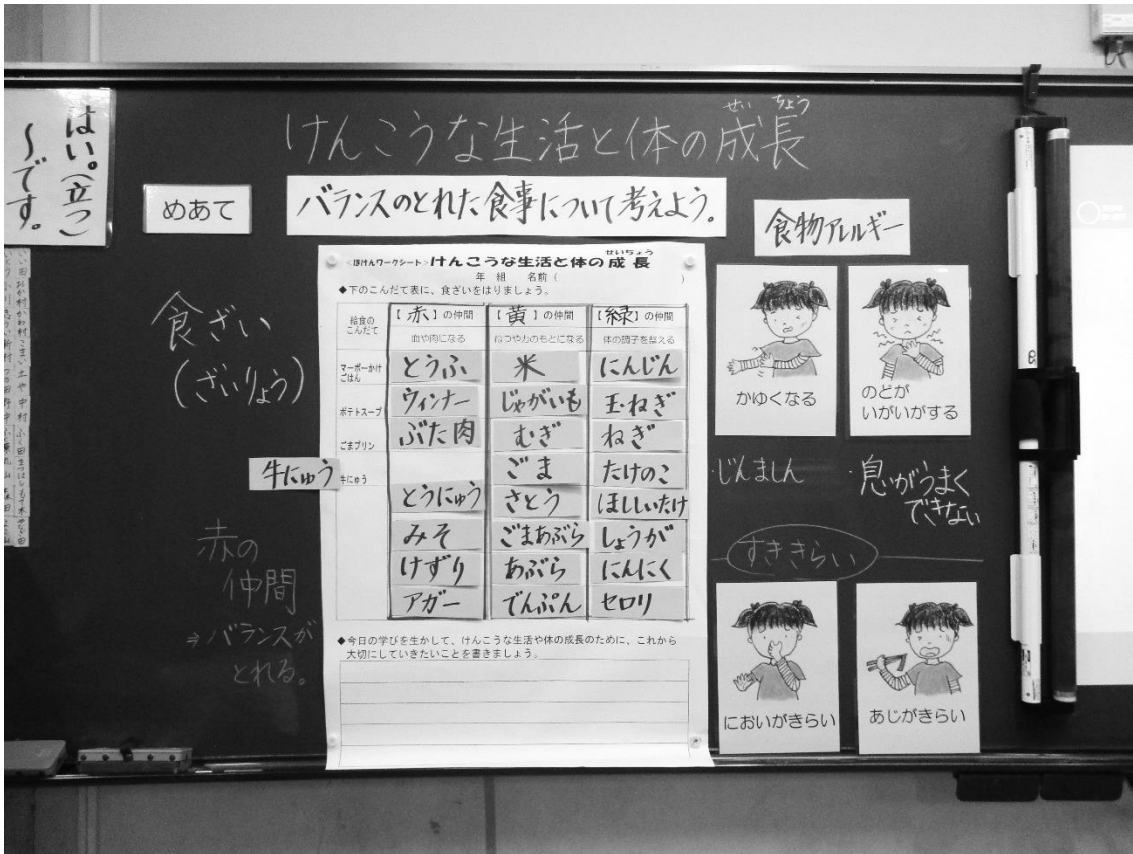 はい。(立つ)
～です。
けんこうな生活と体の成長
せい ちょう
めあて
バランスのとれた食事について考えよう。
食物アレルギー
食ざい
(ざいりょう)
牛にゅう
赤の
仲間
⇒バランスが
とれる。
<ほけんワークシート>けんこうな生活と体の成長
せいちょう
年 組 名前 ( )
◆下のこんだて表に、食ざいをはりましょう。
給食の
こんだて
【赤】の仲間 【黄】の仲間 【緑】の仲間
血や肉になる ねつや力のもとになる 体の調子を整える
マーボーかけ
ごはん
とうふ 米 にんじん
ポテトスープ
ウィンナー じゃがいも 玉ねぎ
ごまプリン
ぶた肉 むぎ ねぎ
牛にゅう
ごま たけのこ
とうにゅう さとう ほししいたけ
みそ ごまあぶら しょうが
けずり あぶら にんにく
アガー でんぷん セロリ
◆今日の学びを生かして、けんこうな生活や体の成長のために、これから
大切にしていきたいことを書きましょう。
かゆくなる
のどが
いがいがする
・じんましん
・息がうまく
できない
すききらい
においがきらい
あじがきらい